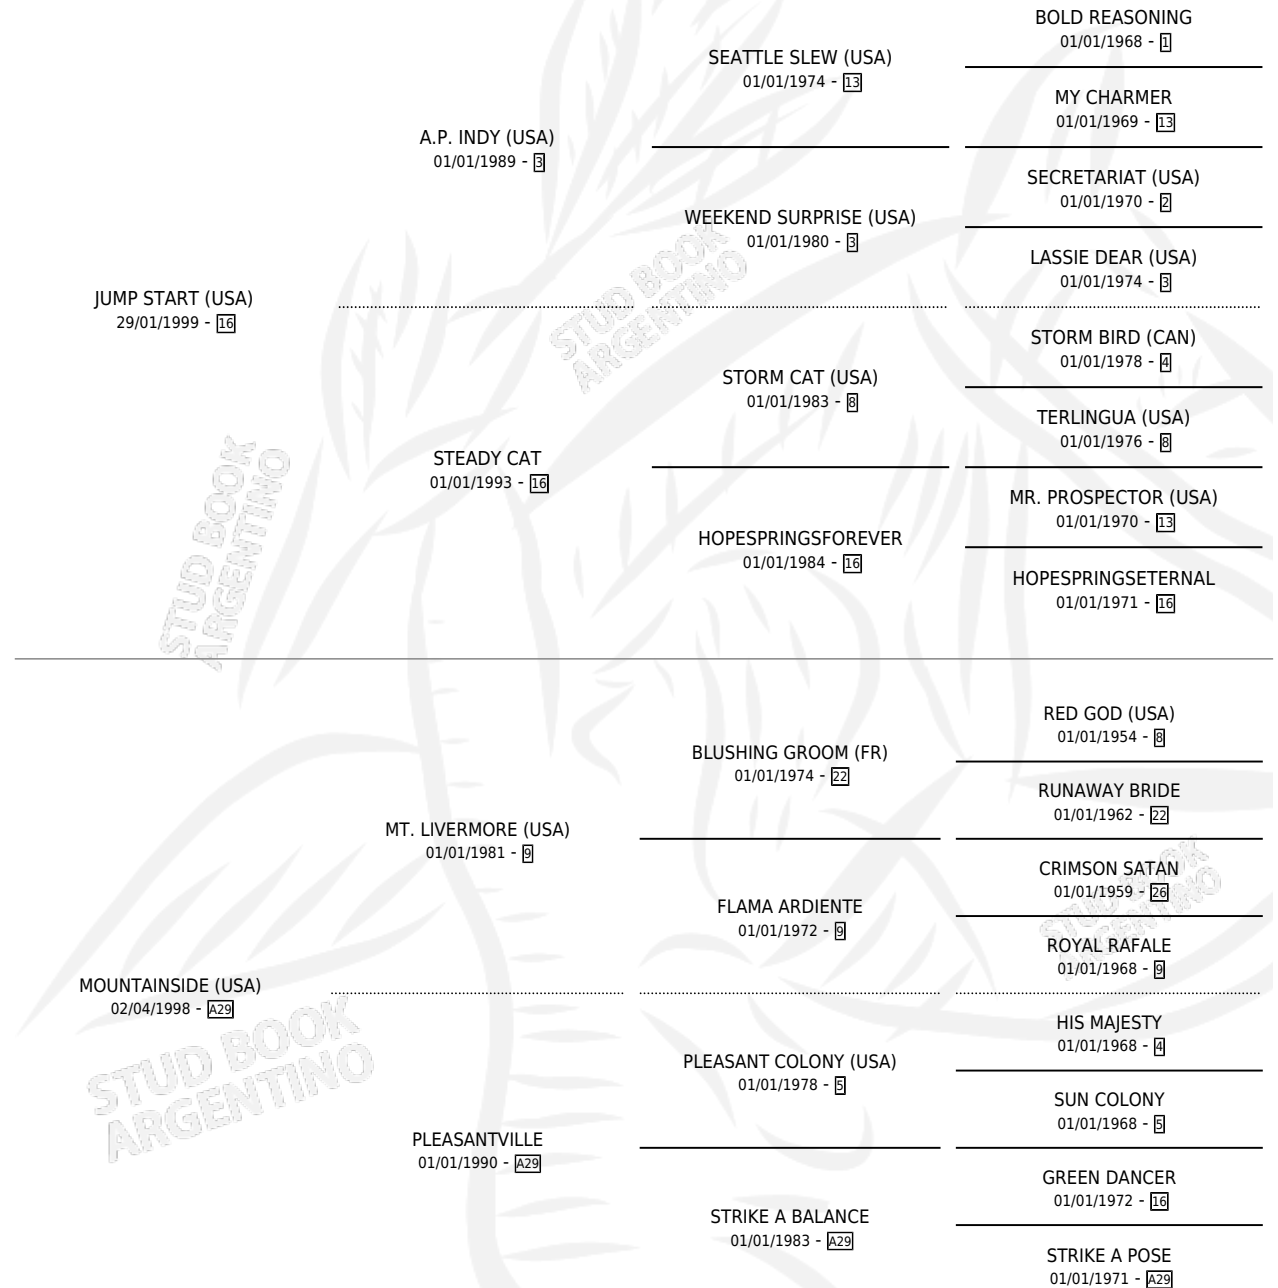 BOLD REASONING
01/01/1968 - 1
SEATTLE SLEW (USA)
01/01/1974 - 13
MY CHARMER
01/01/1969 - 13
A.P. INDY (USA)
01/01/1989 - 3
SECRETARIAT (USA)
01/01/1970 - 2
WEEKEND SURPRISE (USA)
01/01/1980 - 3
LASSIE DEAR (USA)
01/01/1974 - 3
JUMP START (USA)
29/01/1999 - 16
STORM BIRD (CAN)
01/01/1978 - 4
STORM CAT (USA)
01/01/1983 - 8
TERLINGUA (USA)
01/01/1976 - 8
STEADY CAT
01/01/1993 - 16
MR. PROSPECTOR (USA)
01/01/1970 - 13
HOPESPRINGSFOREVER
01/01/1984 - 16
HOPESPRINGSETERNAL
01/01/1971 - 16
RED GOD (USA)
01/01/1954 - 8
BLUSHING GROOM (FR)
01/01/1974 - 22
RUNAWAY BRIDE
01/01/1962 - 22
MT. LIVERMORE (USA)
01/01/1981 - 9
CRIMSON SATAN
01/01/1959 - 26
FLAMA ARDIENTE
01/01/1972 - 9
ROYAL RAFALE
01/01/1968 - 9
MOUNTAINSIDE (USA)
02/04/1998 - A29
HIS MAJESTY
01/01/1968 - 4
PLEASANT COLONY (USA)
01/01/1978 - 5
SUN COLONY
01/01/1968 - 5
PLEASANTVILLE
01/01/1990 - A29
GREEN DANCER
01/01/1972 - 16
STRIKE A BALANCE
01/01/1983 - A29
STRIKE A POSE
01/01/1971 - A29
STUD BOOK
ARGENTINO
STUD BOOK
ARGENTINO
STUD BOOK
ARGENTINO
STUD BOOK
ARGENTINO